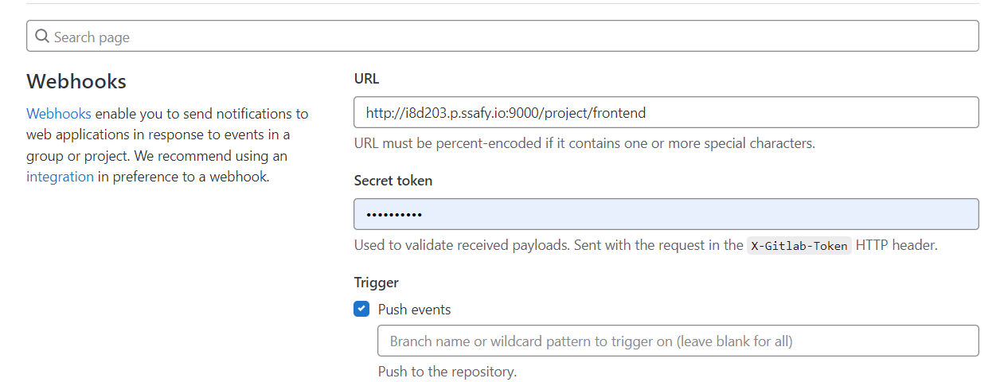 Search page
Webhooks
Webhooks enable you to send notifications to
web applications in response to events in a
group or project. We recommend using an
integration in preference to a webhook.
URL
http://i8d203.p.ssafy.io:9000/project/frontend
URL must be percent-encoded if it contains one or more special characters.
Secret token
••••••••••
Used to validate received payloads. Sent with the request in the X-Gitlab-Token HTTP header.
Trigger
Push events
Branch name or wildcard pattern to trigger on (leave blank for all)
Push to the repository.